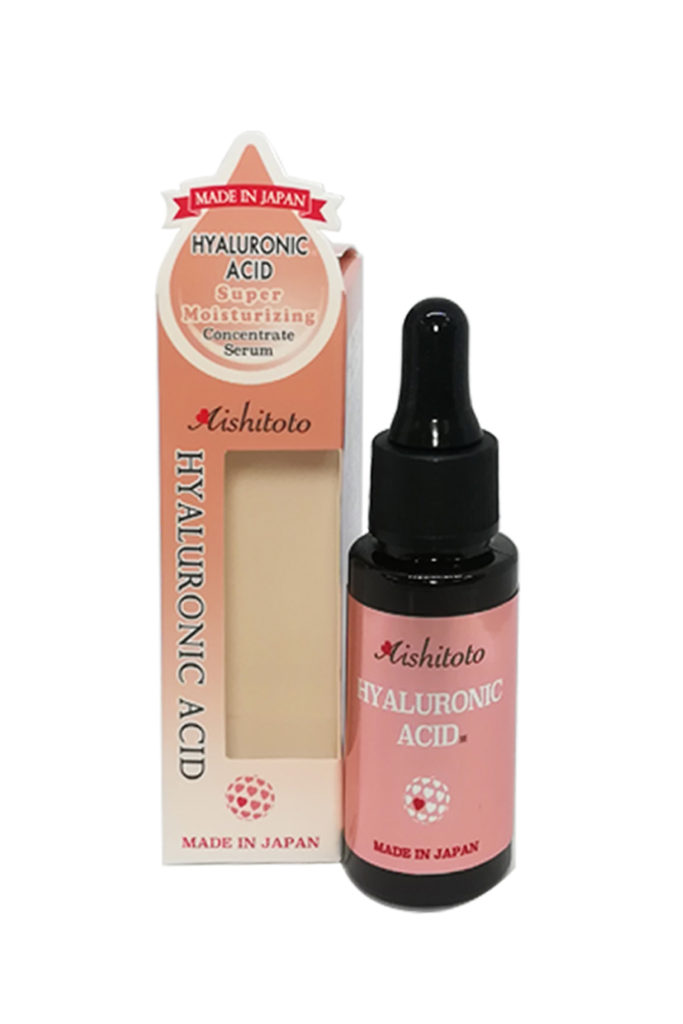 MADE IN JAPAN
HYALURONIC
ACID
Super
Moisturizing
Concentrate
Serum
Aishitoto
HYALURONIC ACID
MADE IN JAPAN
Aishitoto
HYALURONIC
ACID
MADE IN JAPAN